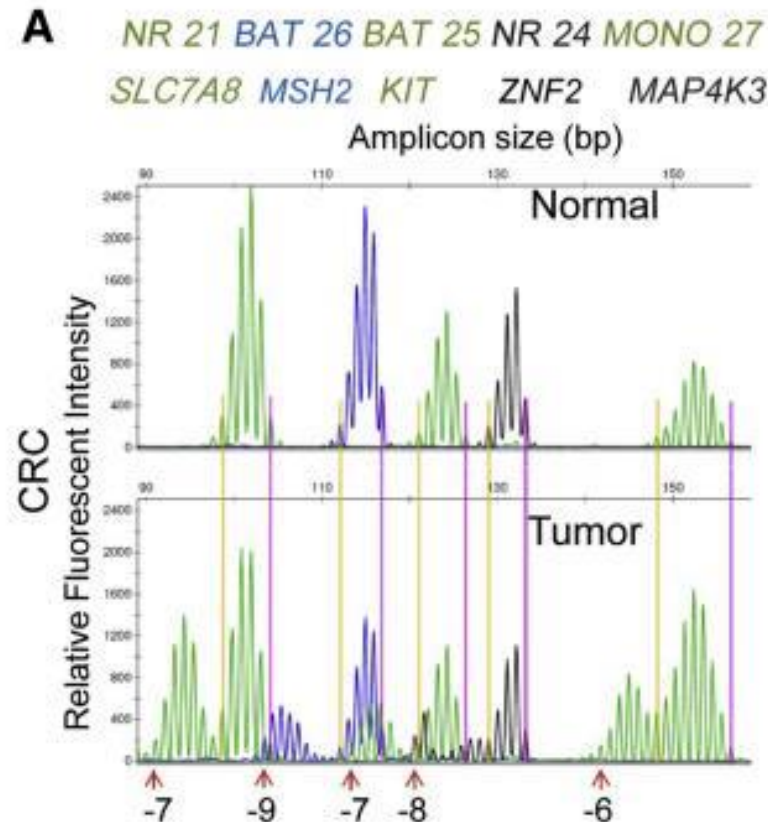 A
NR 21 BAT 26 BAT 25 NR 24 MONO 27
SLC7A8 MSH2 KIT ZNF2 MAP4K3
Amplicon size (bp)
90 110 130 150
Normal
2400
2000
1600
1200
800
400
0
CRC
Relative Fluorescent Intensity
90 110 130 150
Tumor
2400
2000
1600
1200
800
400
0
-7 -9 -7 -8 -6